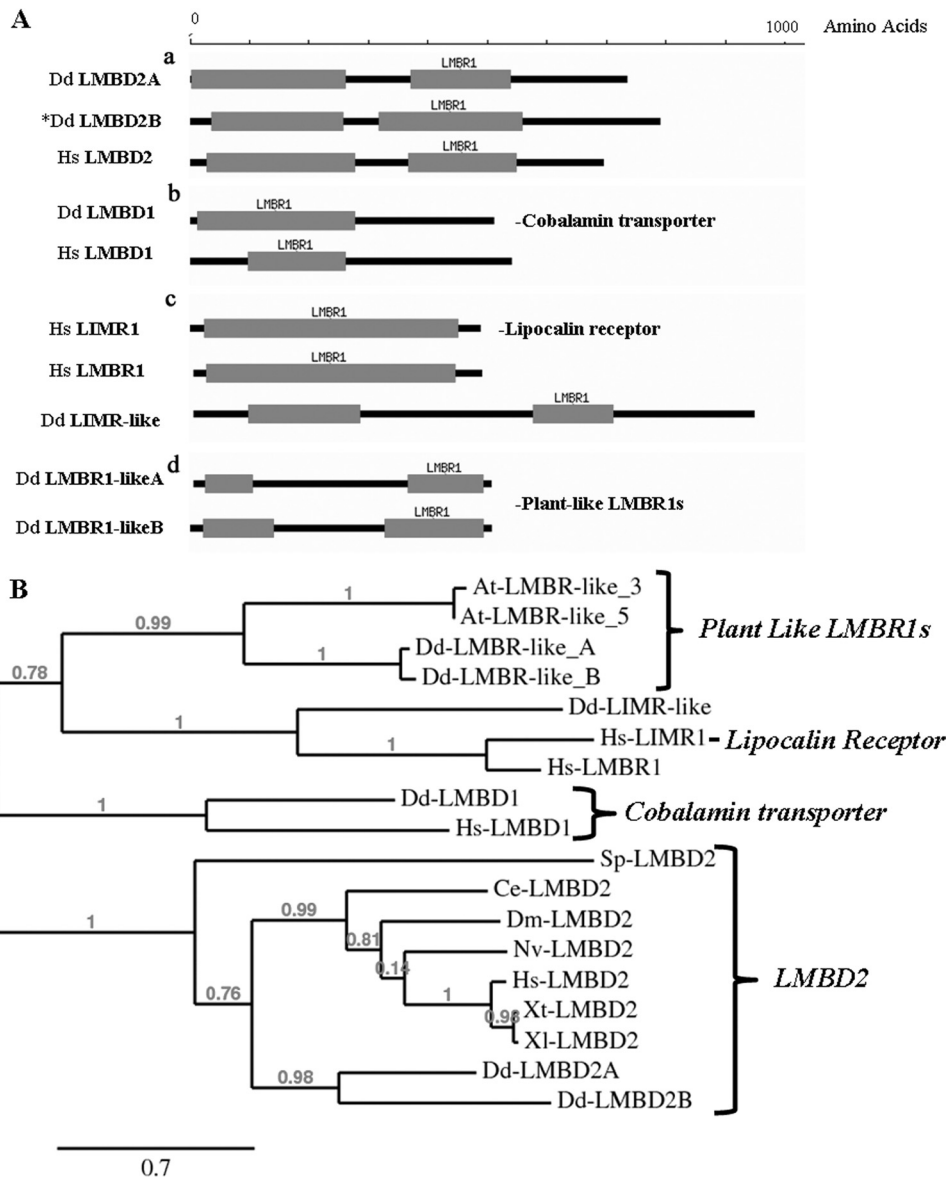 A
0
1000
Amino Acids
a
LMBR1
Dd LMBD2A
LMBR1
*Dd LMBD2B
LMBR1
Hs LMBD2
b
LMBR1
Dd LMBD1
-Cobalamin transporter
LMBR1
Hs LMBD1
c
LMBR1
Hs LIMR1
-Lipocalin receptor
LMBR1
Hs LMBR1
LMBR1
Dd LIMR-like
d
LMBR1
Dd LMBR1-likeA
-Plant-like LMBR1s
LMBR1
Dd LMBR1-likeB
B
At-LMBR-like_3
1
At-LMBR-like_5
0.99
Plant Like LMBR1s
Dd-LMBR-like_A
1
Dd-LMBR-like_B
0.78
Dd-LIMR-like
1
Hs-LIMR1
Lipocalin Receptor
1
Hs-LMBR1
Dd-LMBD1
1
Cobalamin transporter
Hs-LMBD1
Sp-LMBD2
Ce-LMBD2
0.99
1
Dm-LMBD2
0.81
Nv-LMBD2
0.14
Hs-LMBD2
LMBD2
1
0.76
Xt-LMBD2
0.98
Xl-LMBD2
Dd-LMBD2A
0.98
Dd-LMBD2B
0.7